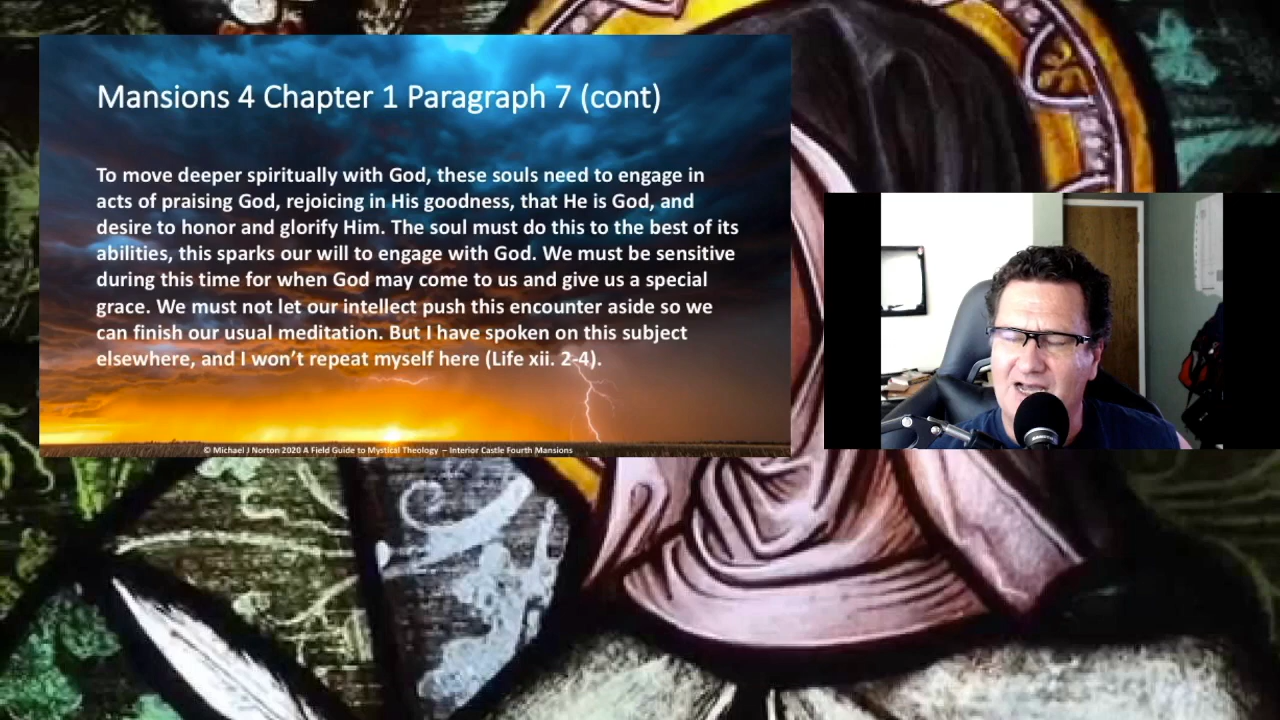 Mansions 4 Chapter 1 Paragraph 7 (cont)
To move deeper spiritually with God, these souls need to engage in
acts of praising God, rejoicing in His goodness, that He is God, and
desire to honor and glorify Him. The soul must do this to the best of its
abilities, this sparks our will to engage with God. We must be sensitive
during this time for when God may come to us and give us a special
grace. We must not let our intellect push this encounter aside so we
can finish our usual meditation. But I have spoken on this subject
elsewhere, and I won’t repeat myself here (Life xii. 2-4).
© Michael J Norton 2020 A Field Guide to Mystical Theology – Interior Castle Fourth Mansions